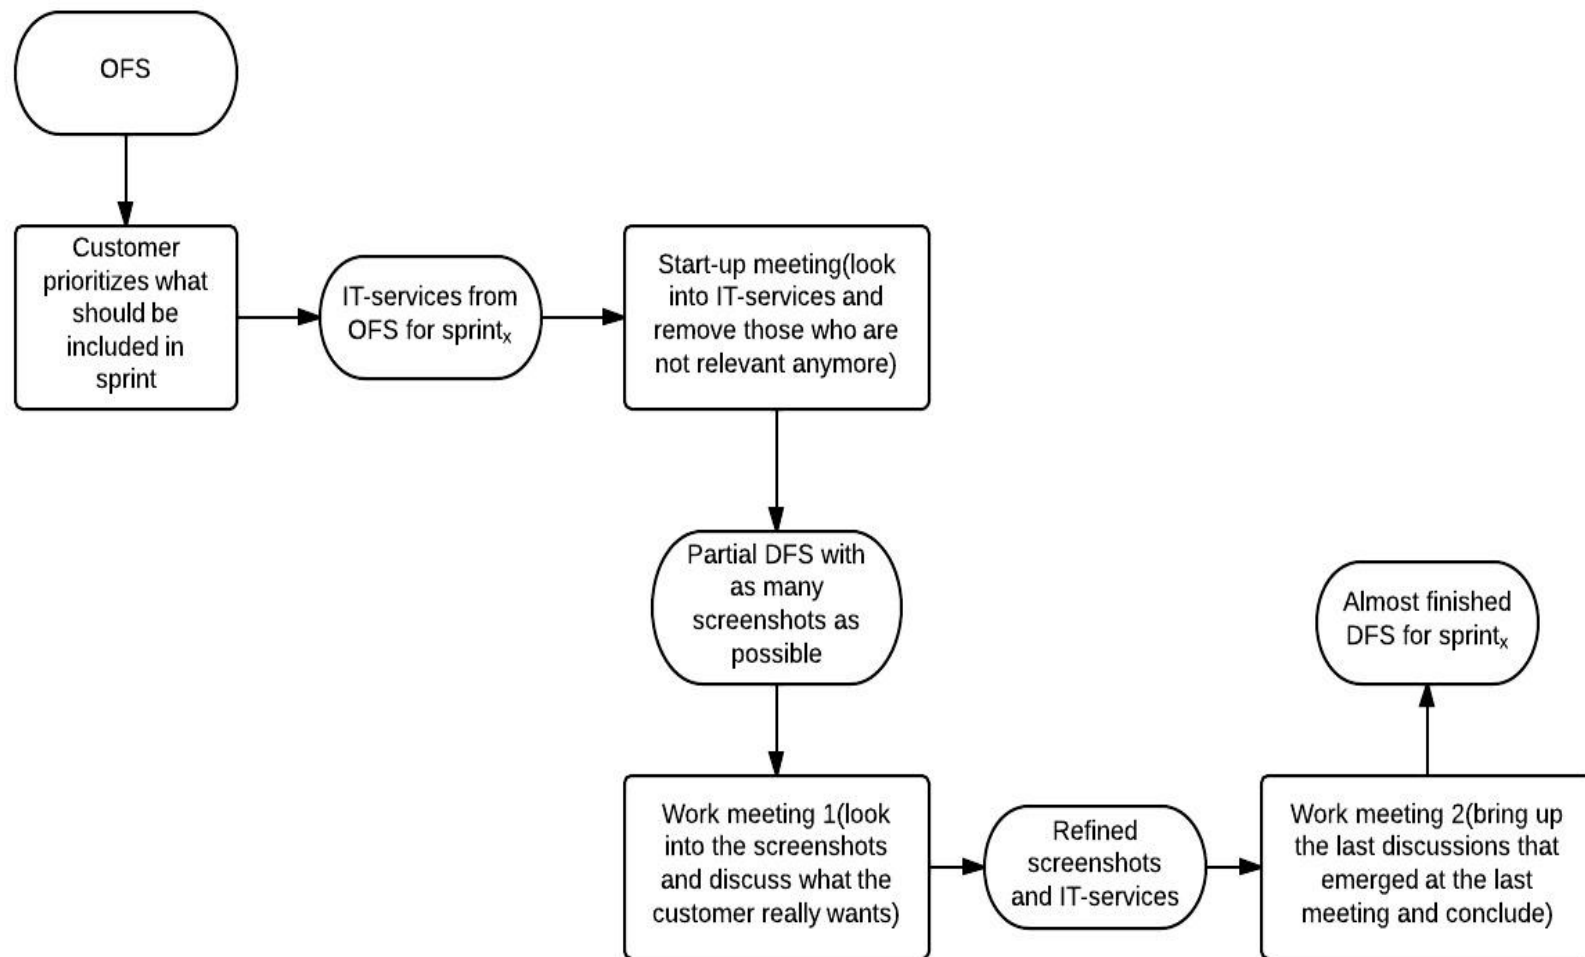 OFS
Customer
prioritizes what
should be
included in
sprint
IT-services from
OFS for sprintₓ
Start-up meeting(look
into IT-services and
remove those who are
not relevant anymore)
Partial DFS with
as many
screenshots as
possible
Work meeting 1(look
into the screenshots
and discuss what the
customer really wants)
Refined
screenshots
and IT-services
Work meeting 2(bring up
the last discussions that
emerged at the last
meeting and conclude)
Almost finished
DFS for sprintₓ